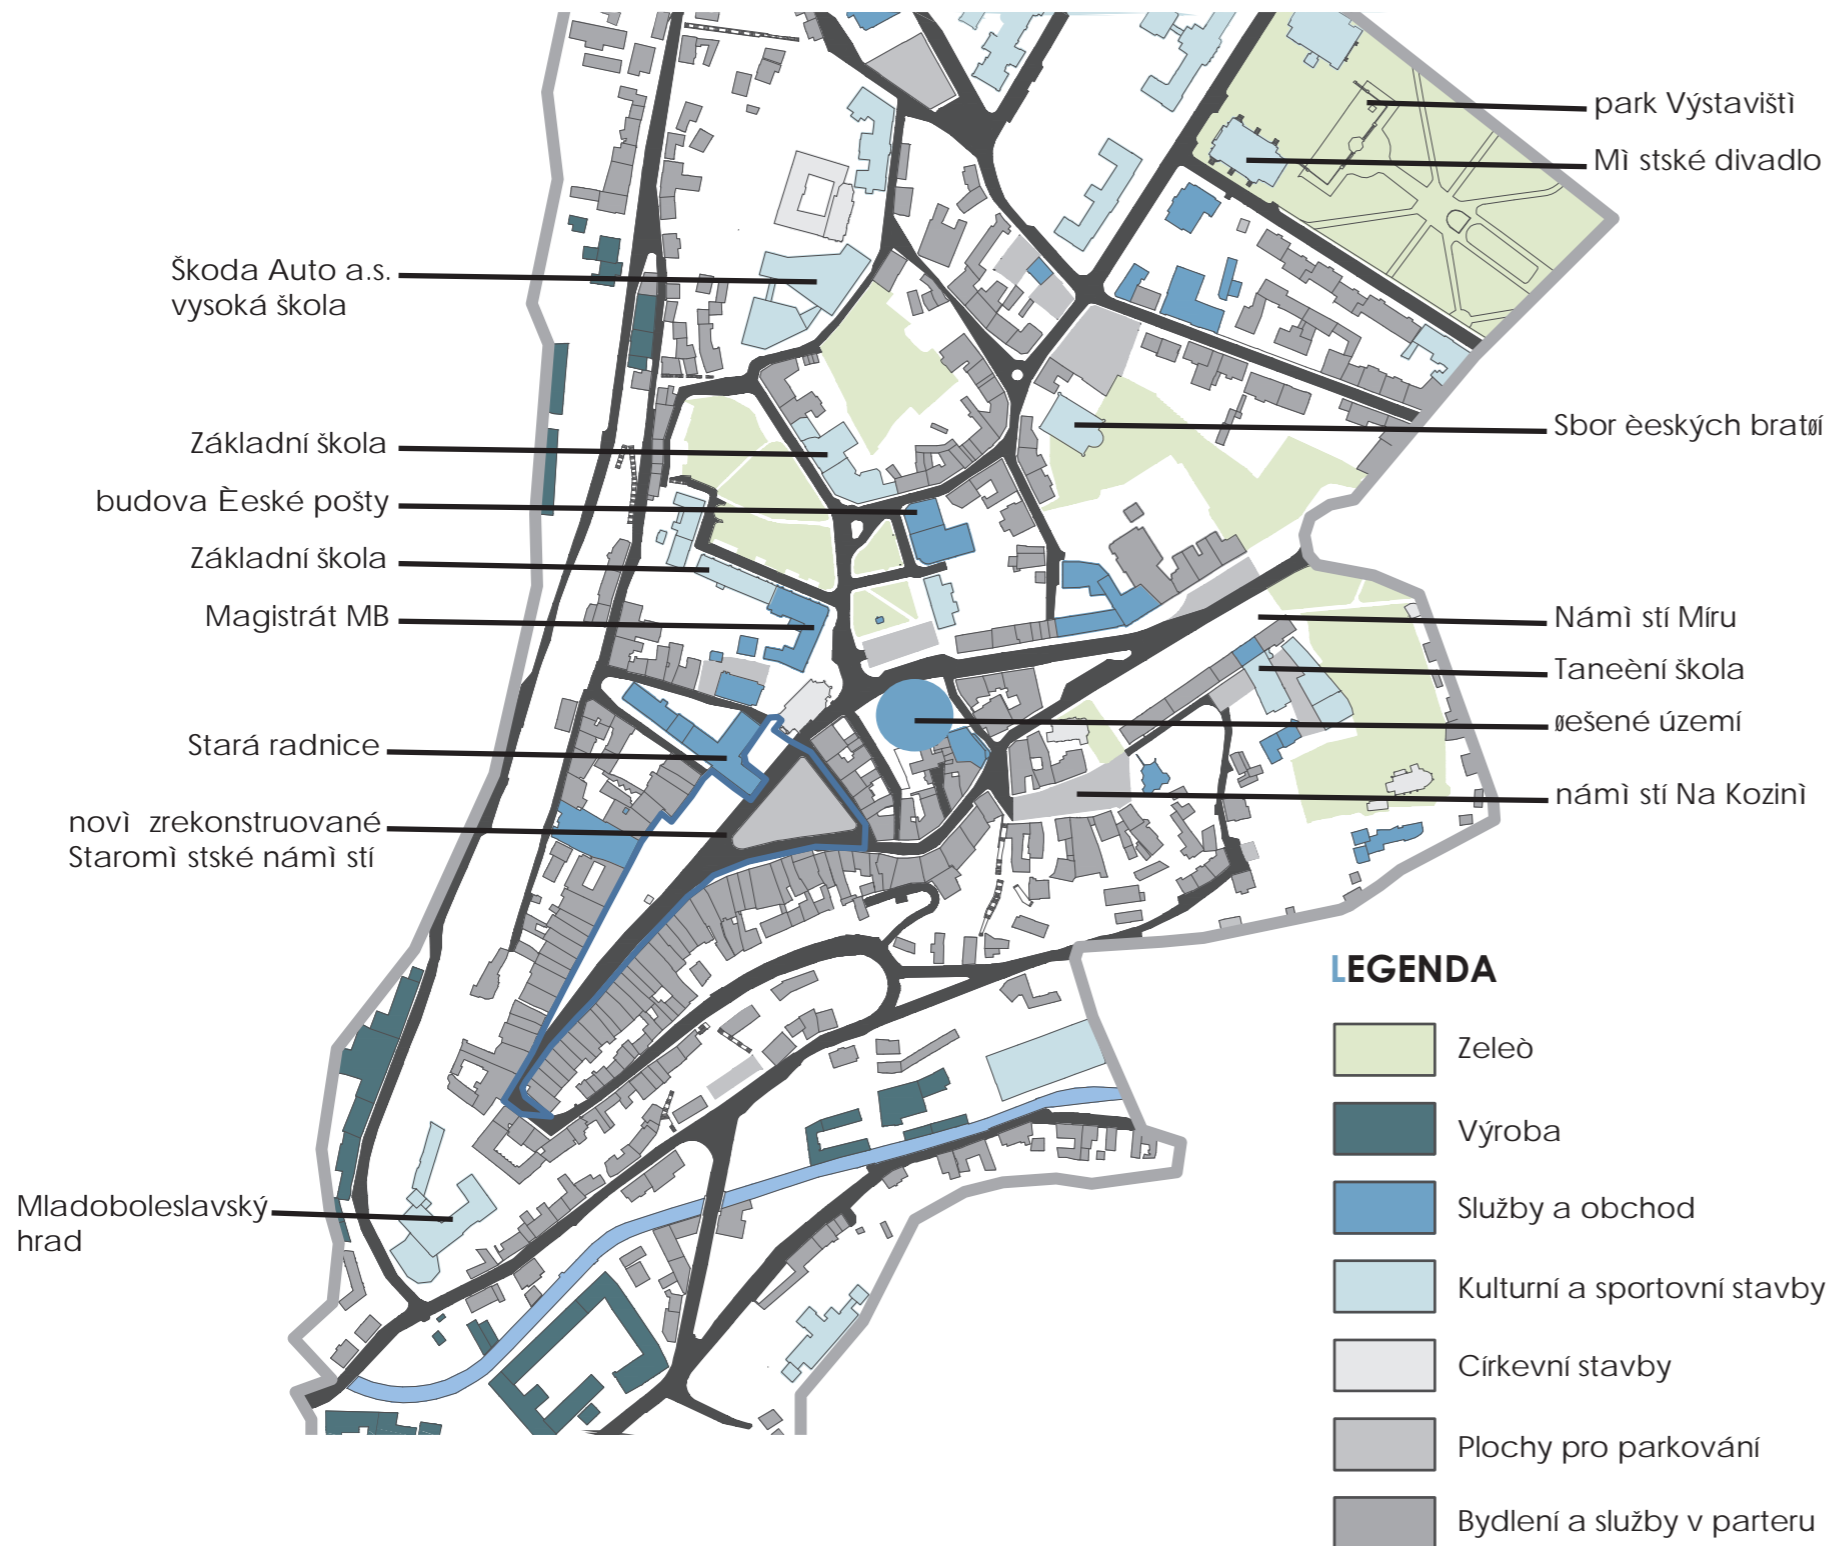 park Výstavištì
Mì stské divadlo
Škoda Auto a.s.
vysoká škola
Základní škola
Sbor èeských bratøí
budova Èeské pošty
Základní škola
Magistrát MB
Námì stí Míru
Taneèní škola
øešené území
Stará radnice
námì stí Na Kozinì
novì zrekonstruované
Staromì stské námì stí
Mladoboleslavský
hrad
LEGENDA
Zeleò
Výroba
Služby a obchod
Kulturní a sportovní stavby
Církevní stavby
Plochy pro parkování
Bydlení a služby v parteru